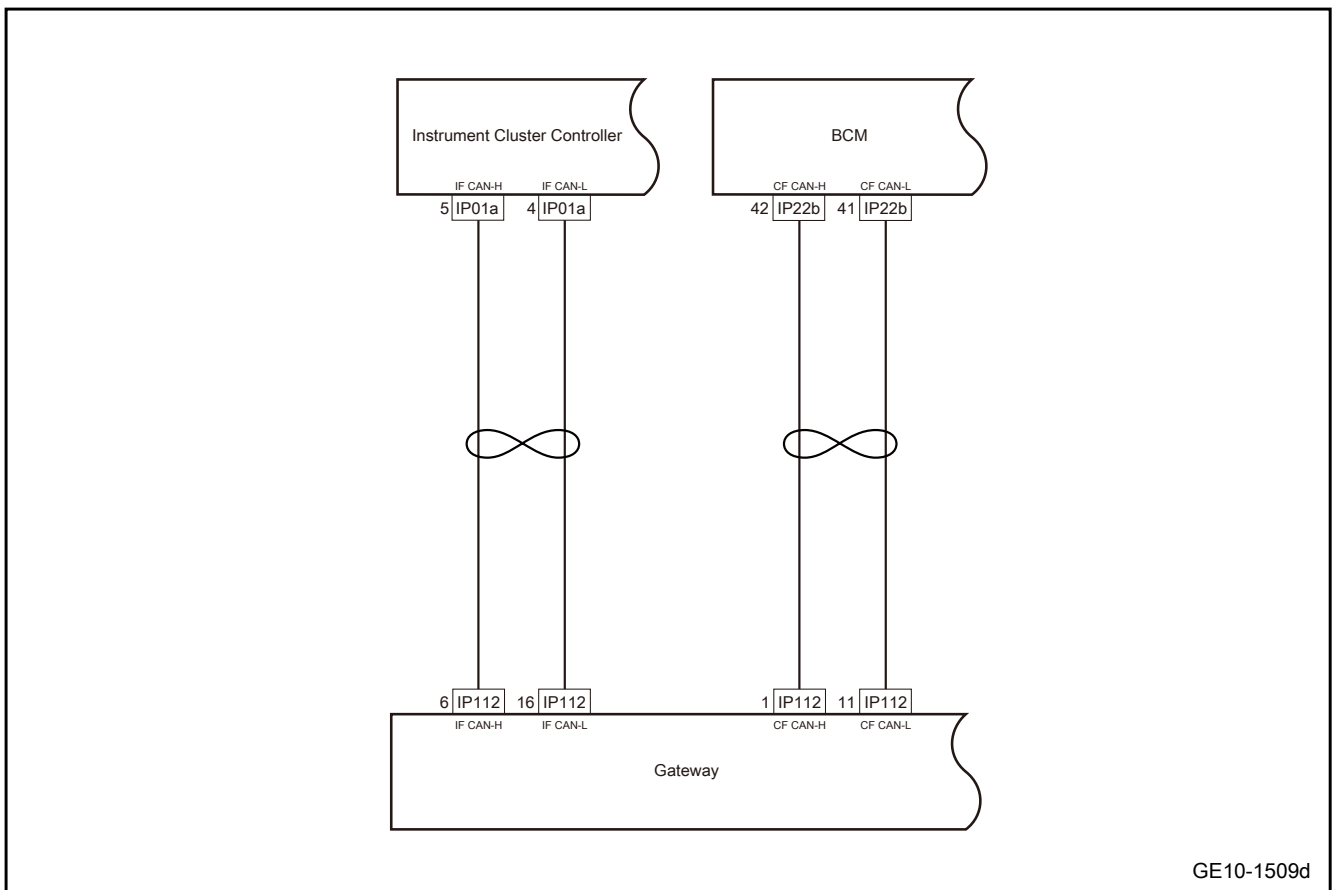 Instrument Cluster Controller BCM
IF CAN-H IF CAN-L CF CAN-H CF CAN-L
5 IP01a 4 IP01a 42 IP22b 41 IP22b
6 IP112 16 IP112 1 IP112 11 IP112
IF CAN-H IF CAN-L CF CAN-H CF CAN-L
Gateway
GE10-1509d